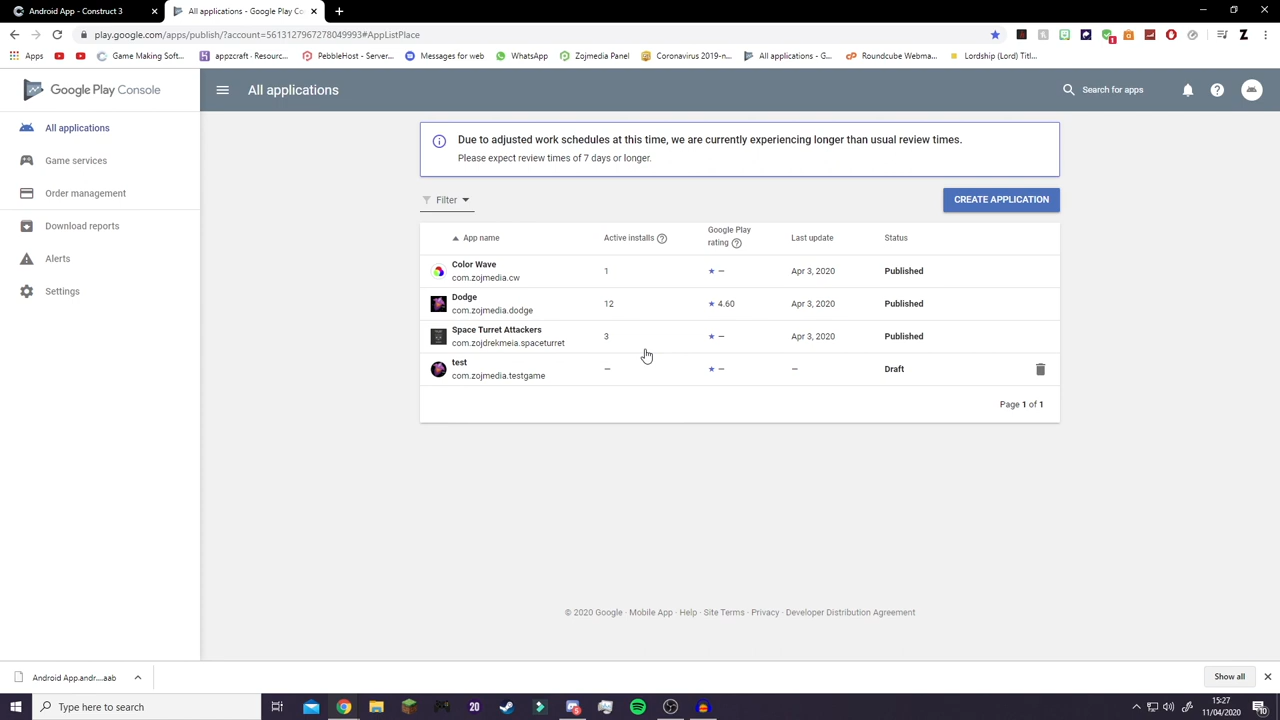 Android App - Construct 3
All applications - Google Play Co
play.google.com/apps/publish/?account=5613127967278049993#AppListPlace
Apps
Game Making Soft...
appzcraft · Resourc...
PebbleHost - Server...
Messages for web
WhatsApp
Zojmedia Panel
Coronavirus 2019-n...
All applications - G...
Roundcube Webma...
Lordship (Lord) Titl...
Google Play Console
All applications
Search for apps
All applications
Game services
Order management
Download reports
Alerts
Settings
Due to adjusted work schedules at this time, we are currently experiencing longer than usual review times.
Please expect review times of 7 days or longer.
Filter
CREATE APPLICATION
App name Active installs Google Play rating Last update Status
Color Wave
com.zojmedia.cw 1 — Apr 3, 2020 Published
Dodge
com.zojmedia.dodge 12 4.60 Apr 3, 2020 Published
Space Turret Attackers
com.zojdrekmeia.spaceturret 3 — Apr 3, 2020 Published
test
com.zojmedia.testgame — — — Draft
Page 1 of 1
© 2020 Google · Mobile App · Help · Site Terms · Privacy · Developer Distribution Agreement
Android App.andr....aab
Show all
Type here to search
20
15:27
11/04/2020